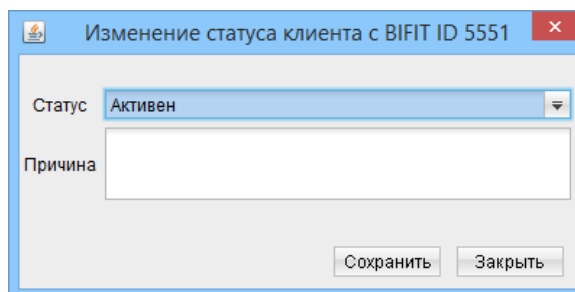 Изменение статуса клиента с BIFIT ID 5551
Статус Активен
Причина
Сохранить Закрыть